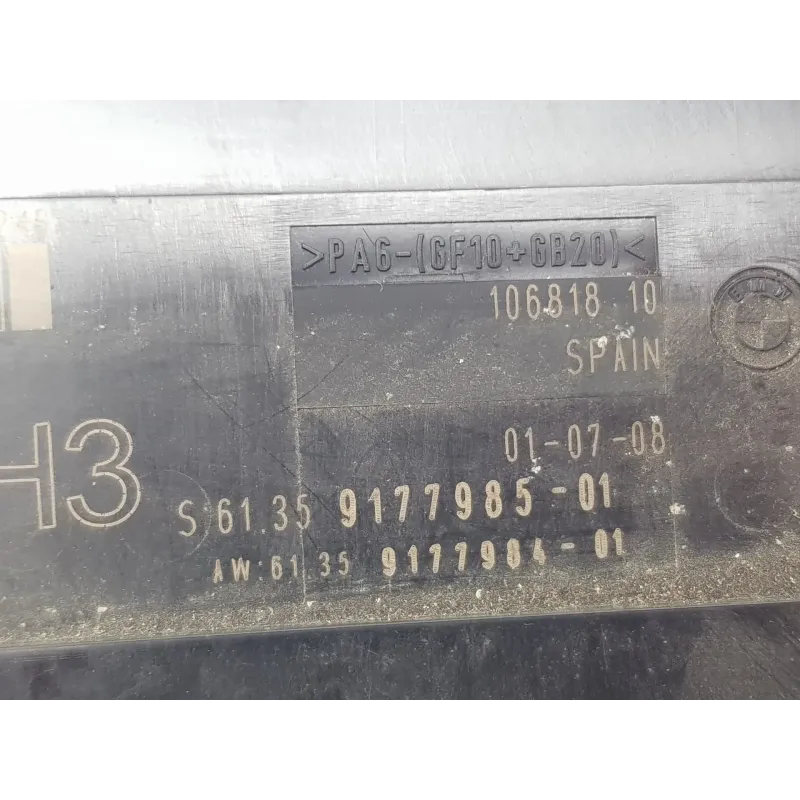 >PA6-(GF10+GB20)<
106818 10
BMW
SPAIN
H3
01-07-08
S:61.35 9177985-01
AW:61.35 9177984-01